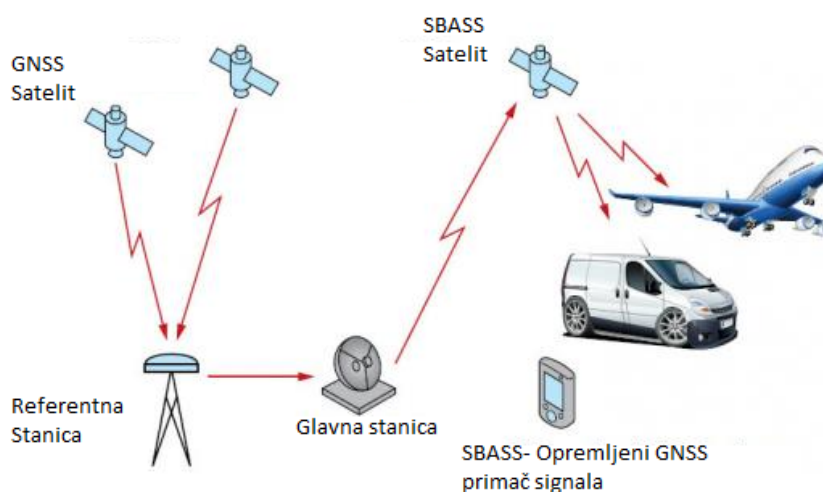 GNSS
Satelit
SBASS
Satelit
Referentna
Stanica
Glavna stanica
SBASS- Opremljeni GNSS
primač signala